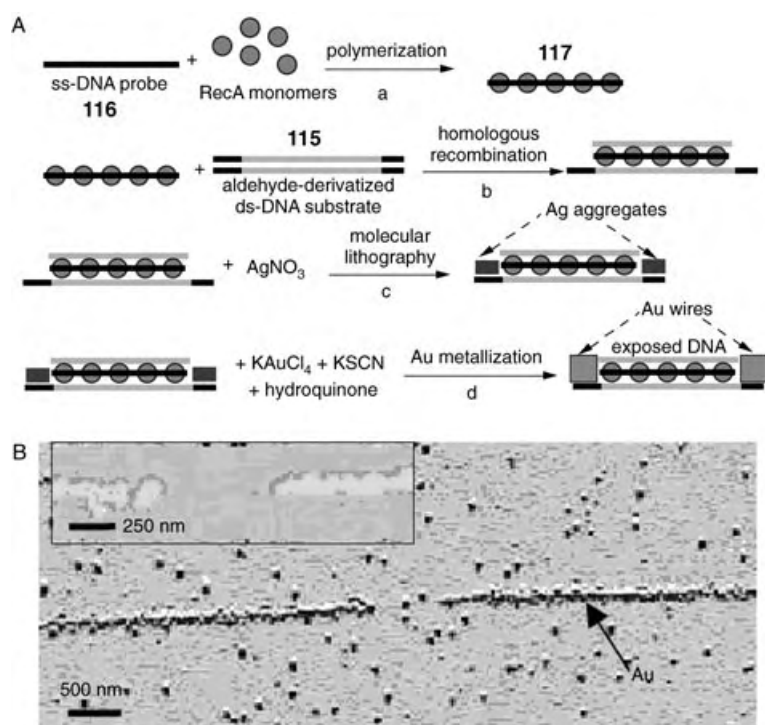 A
ss-DNA probe
116
+
RecA monomers
polymerization
a
117
+
115
aldehyde-derivatized
ds-DNA substrate
homologous
recombination
b
+ AgNO3
molecular
lithography
c
Ag aggregates
+ KAuCl4 + KSCN
+ hydroquinone
Au metallization
d
Au wires
exposed DNA
B
250 nm
500 nm
Au